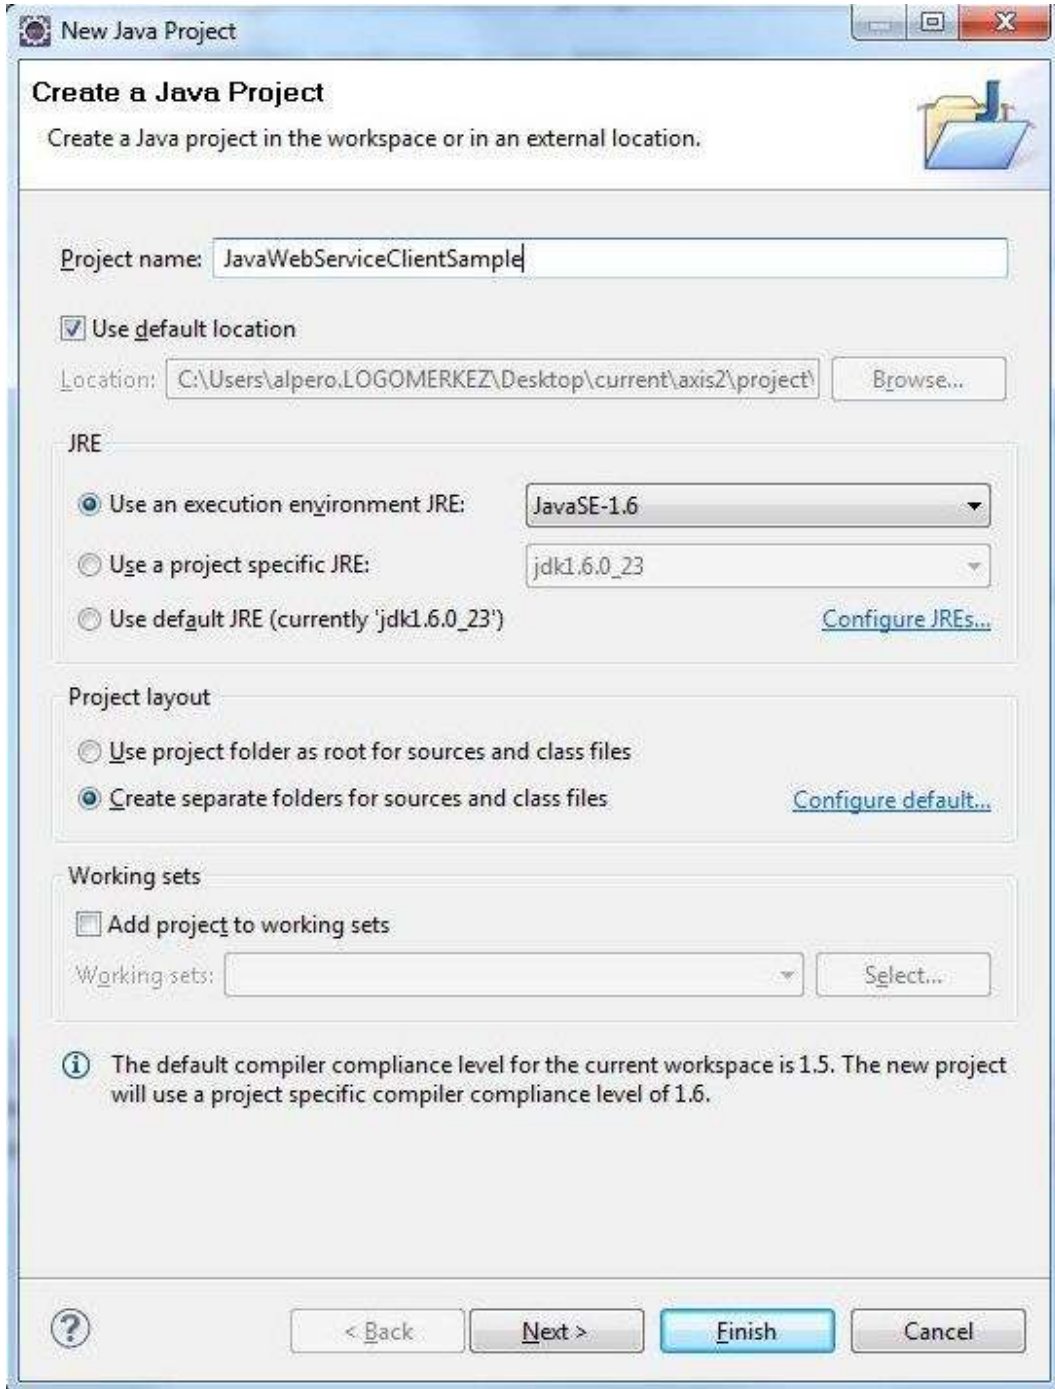 New Java Project
Create a Java Project
Create a Java project in the workspace or in an external location.
Project name: JavaWebServiceClientSample
Use default location
Location: C:\Users\alpero.LOGOMERKEZ\Desktop\current\axis2\project\ Browse...
JRE
Use an execution environment JRE: JavaSE-1.6
Use a project specific JRE: jdk1.6.0_23
Use default JRE (currently 'jdk1.6.0_23') Configure JREs...
Project layout
Use project folder as root for sources and class files
Create separate folders for sources and class files Configure default...
Working sets
Add project to working sets
Working sets: Select...
The default compiler compliance level for the current workspace is 1.5. The new project
will use a project specific compiler compliance level of 1.6.
< Back Next > Finish Cancel